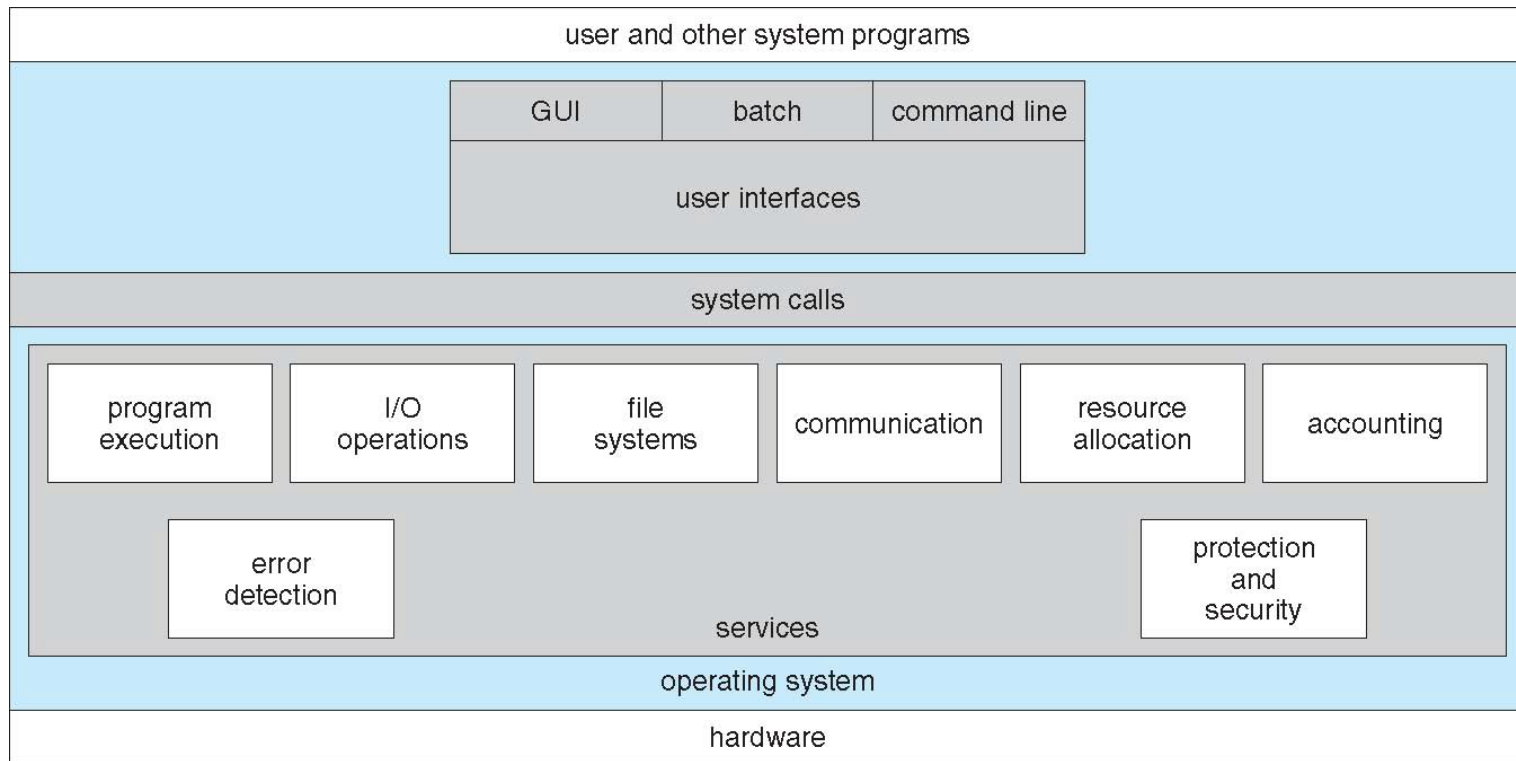 user and other system programs
GUI
batch
command line
user interfaces
system calls
program
execution
I/O
operations
file
systems
communication
resource
allocation
accounting
error
detection
protection
and
security
services
operating system
hardware